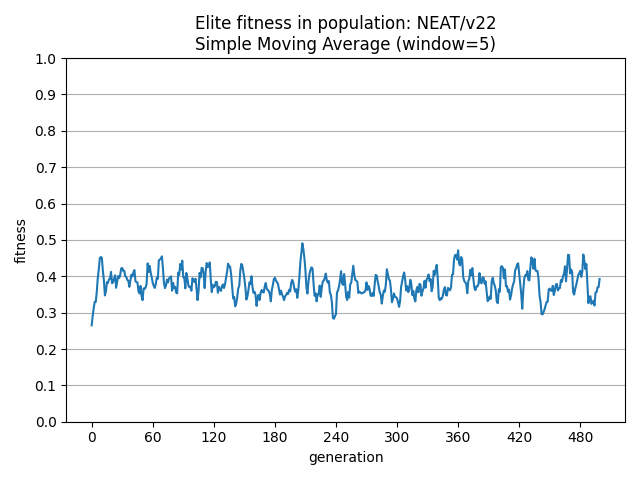 Elite fitness in population: NEAT/v22
Simple Moving Average (window=5)
1.0
0.9
0.8
0.7
0.6
0.5
0.4
0.3
0.2
0.1
0.0
fitness
0 60 120 180 240 300 360 420 480
generation